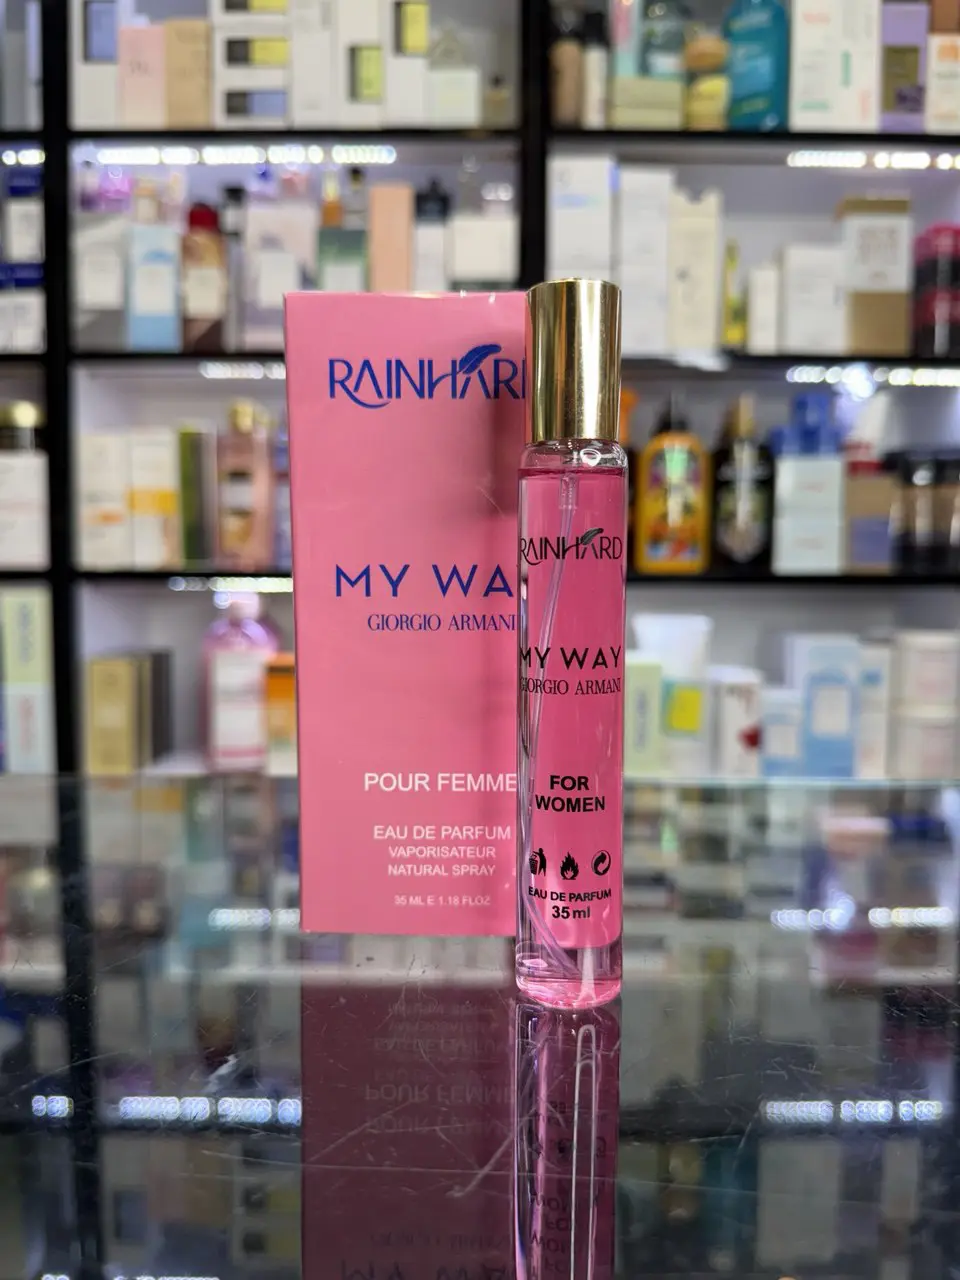 RAINHARD
MY WA
GIORGIO ARMANI
POUR FEMME
EAU DE PARFUM
VAPORISATEUR
NATURAL SPRAY
35 ML E 1.18 FLOZ
RAINHARD
MY WAY
GIORGIO ARMANI
FOR
WOMEN
EAU DE PARFUM
35ml